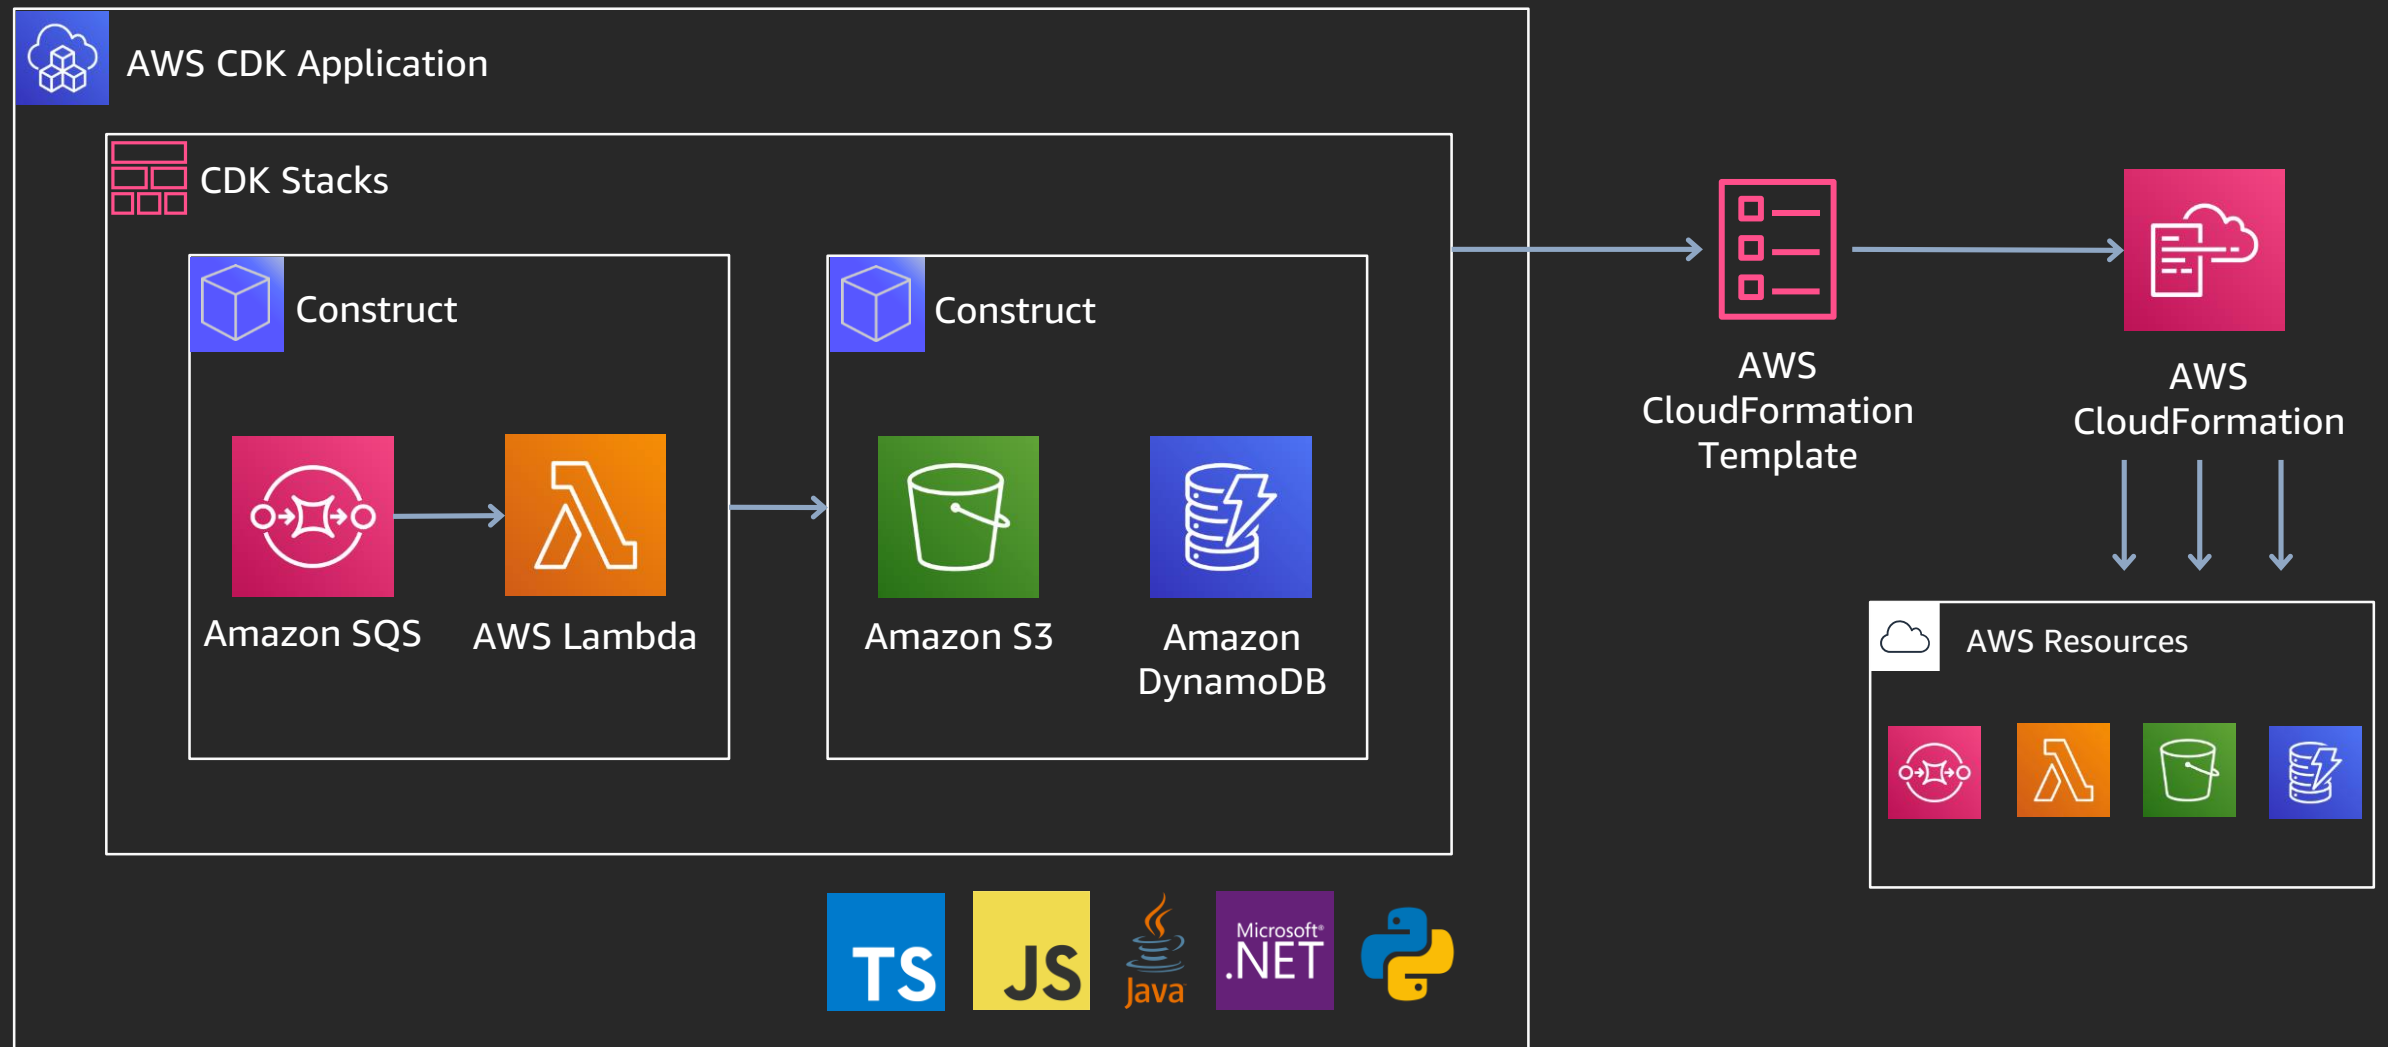 AWS CDK Application
CDK Stacks
Construct
Construct
Amazon SQS
AWS Lambda
Amazon S3
Amazon
DynamoDB
AWS
CloudFormation
Template
AWS
CloudFormation
AWS Resources
TS
JS
Java
Microsoft®
.NET